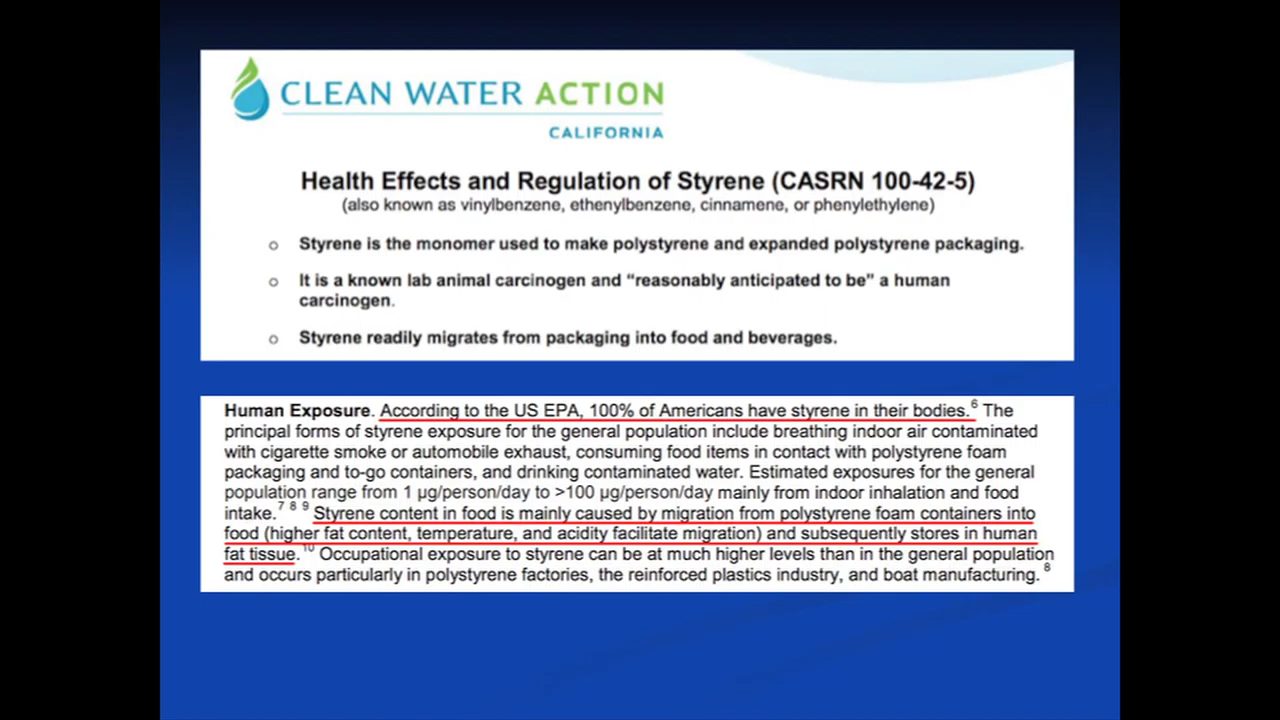 CLEAN WATER ACTION
CALIFORNIA
Health Effects and Regulation of Styrene (CASRN 100-42-5)
(also known as vinylbenzene, ethenylbenzene, cinnamene, or phenylethylene)
o Styrene is the monomer used to make polystyrene and expanded polystyrene packaging.
o It is a known lab animal carcinogen and “reasonably anticipated to be” a human
carcinogen.
o Styrene readily migrates from packaging into food and beverages.
Human Exposure. According to the US EPA, 100% of Americans have styrene in their bodies.6 The
principal forms of styrene exposure for the general population include breathing indoor air contaminated
with cigarette smoke or automobile exhaust, consuming food items in contact with polystyrene foam
packaging and to-go containers, and drinking contaminated water. Estimated exposures for the general
population range from 1 μg/person/day to >100 μg/person/day mainly from indoor inhalation and food
intake.7 8 9 Styrene content in food is mainly caused by migration from polystyrene foam containers into
food (higher fat content, temperature, and acidity facilitate migration) and subsequently stores in human
fat tissue.10 Occupational exposure to styrene can be at much higher levels than in the general population
and occurs particularly in polystyrene factories, the reinforced plastics industry, and boat manufacturing.8